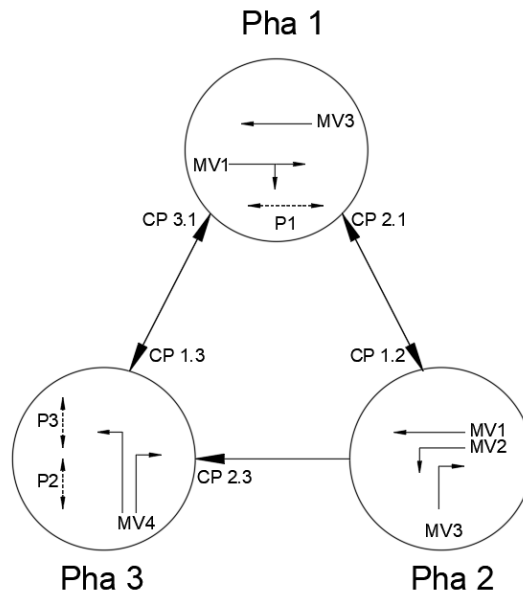 Pha 1
MV3
MV1
P1
CP 3.1
CP 2.1
CP 1.3
CP 1.2
P3
P2
MV4
CP 2.3
MV1
MV2
MV3
Pha 3
Pha 2